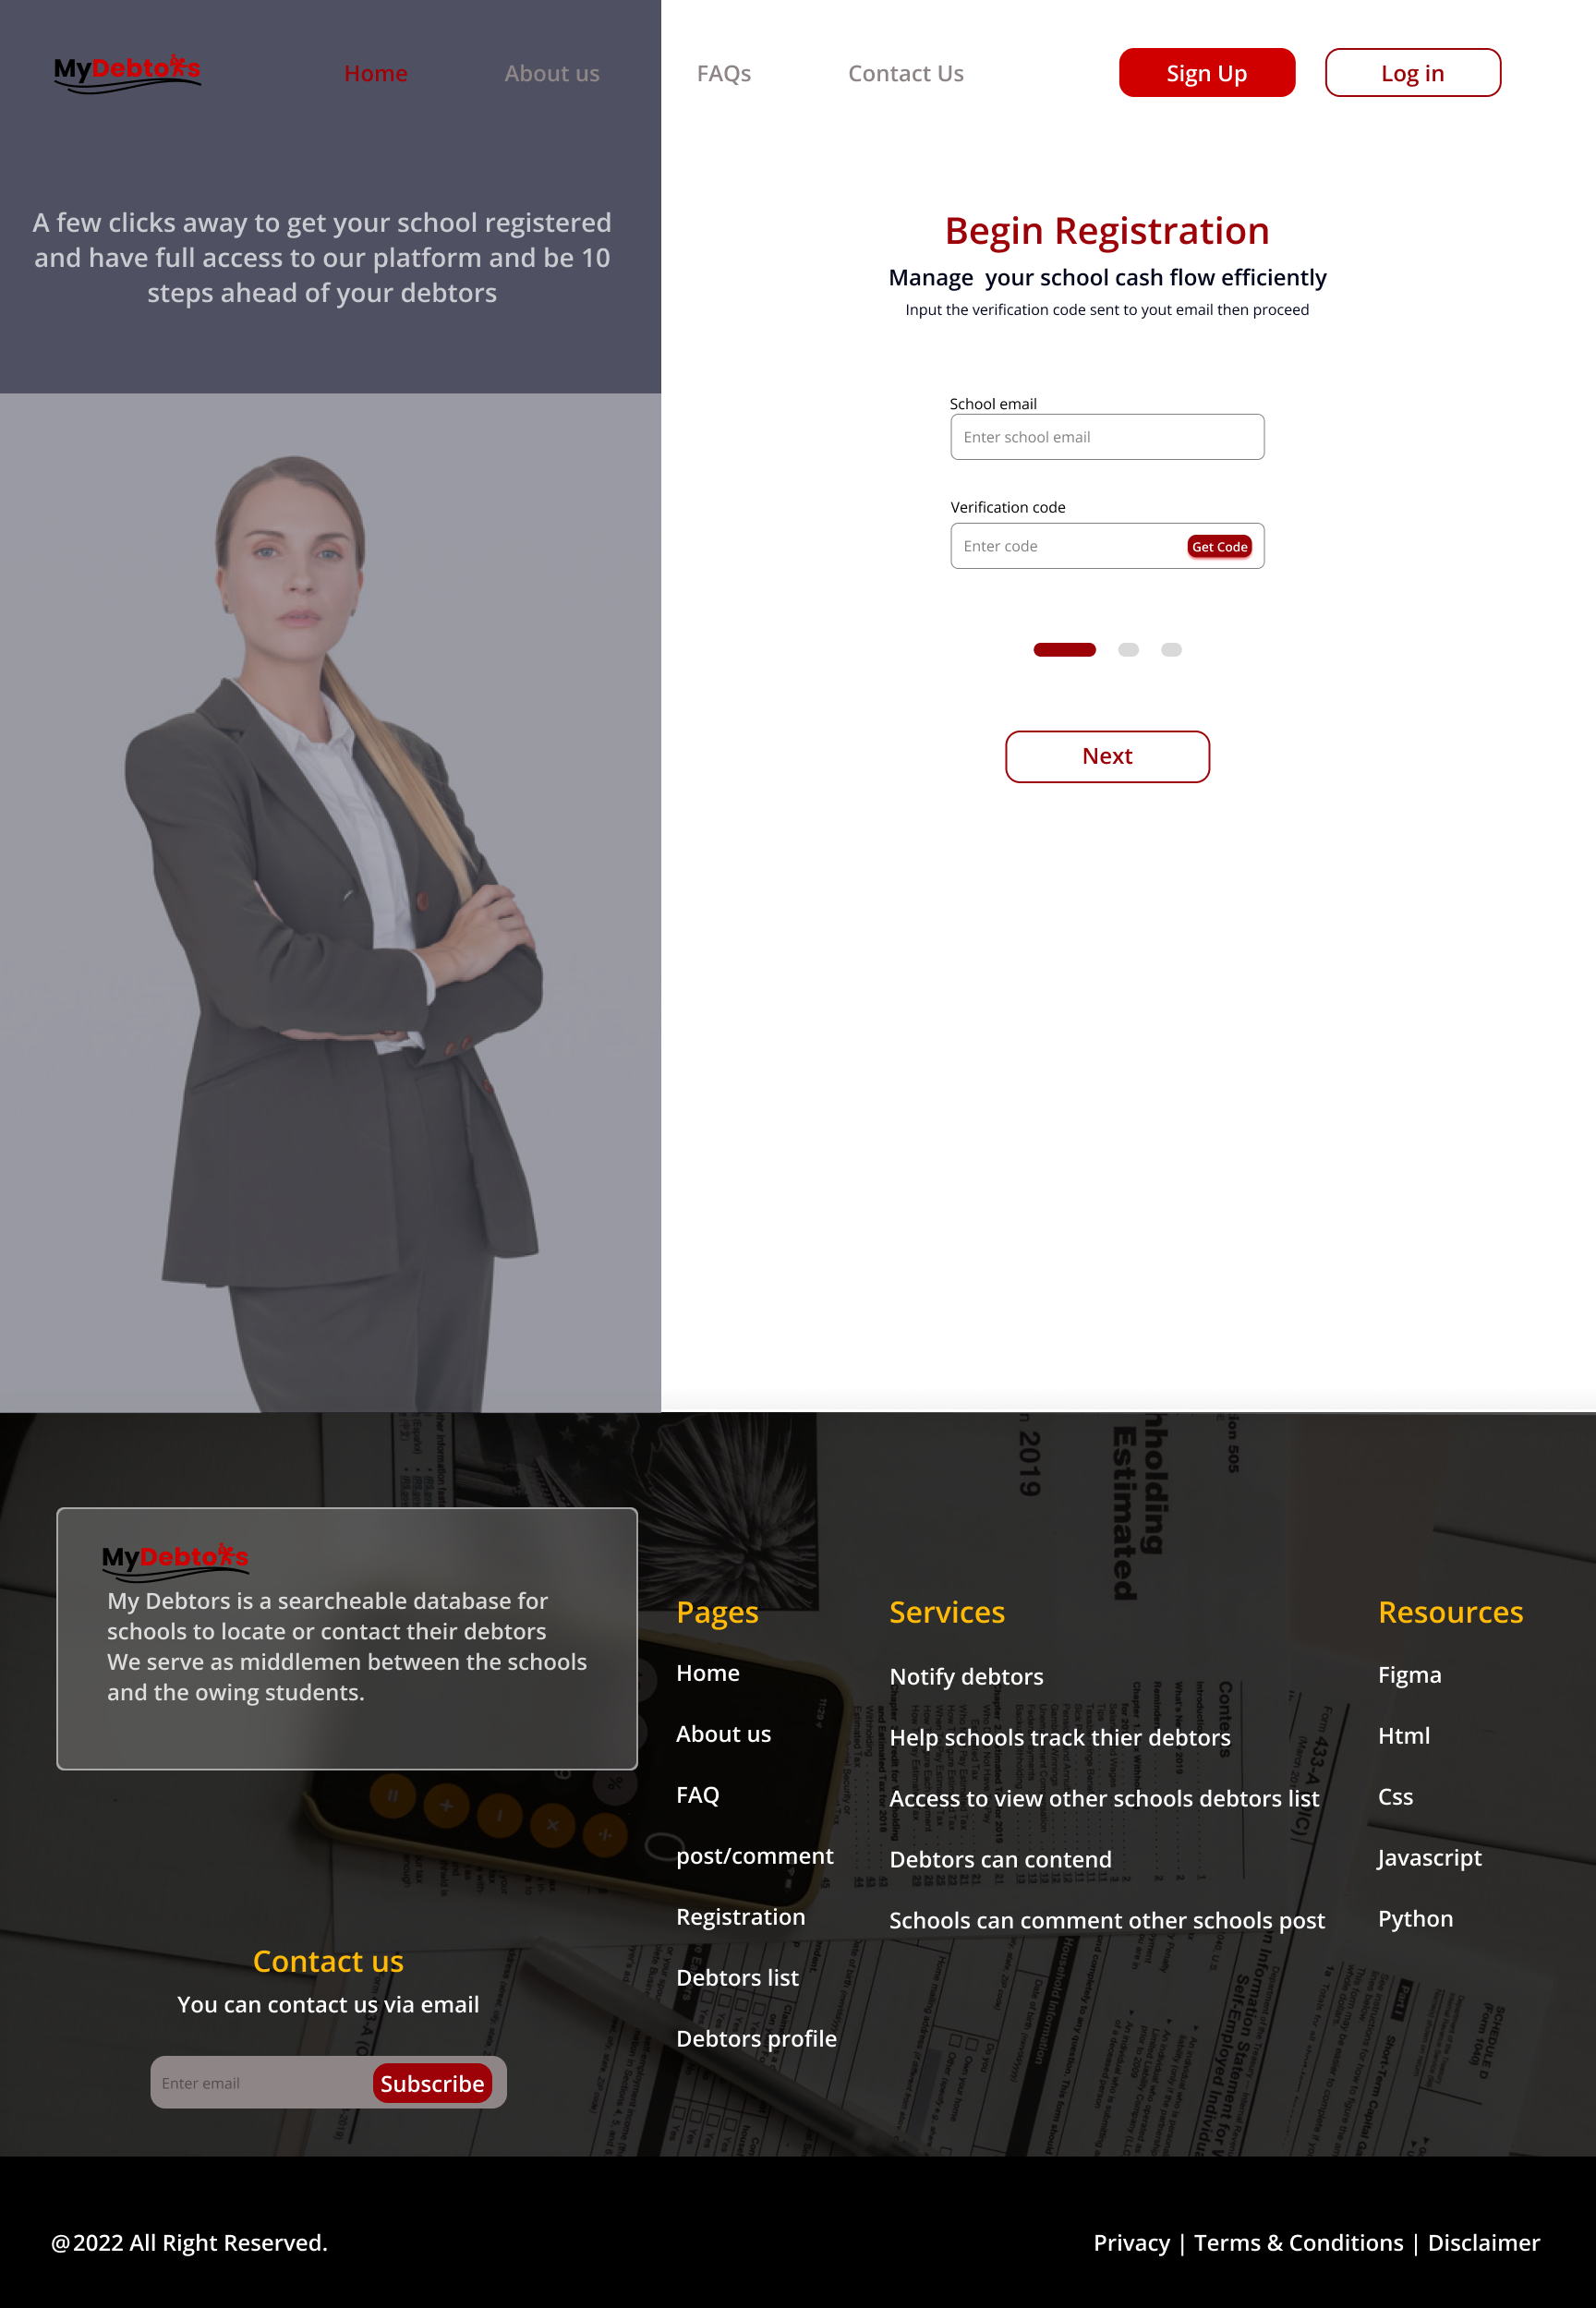 MyDebtors
Home
About us
FAQs
Contact Us
Sign Up
Log in
A few clicks away to get your school registered
and have full access to our platform and be 10
steps ahead of your debtors
Begin Registration
Manage  your school cash flow efficiently
Input the verification code sent to yout email then proceed
School email
Enter school email
Verification code
Enter code
Get Code
Next
MyDebtors
My Debtors is a searcheable database for
schools to locate or contact their debtors
We serve as middlemen between the schools
and the owing students.
Contact us
You can contact us via email
Enter email
Subscribe
Pages
Home
About us
FAQ
post/comment
Registration
Debtors list
Debtors profile
Services
Notify debtors
Help schools track thier debtors
Access to view other schools debtors list
Debtors can contend
Schools can comment other schools post
Resources
Figma
Html
Css
Javascript
Python
2019
Estimated
@2022 All Right Reserved.
Privacy | Terms & Conditions | Disclaimer